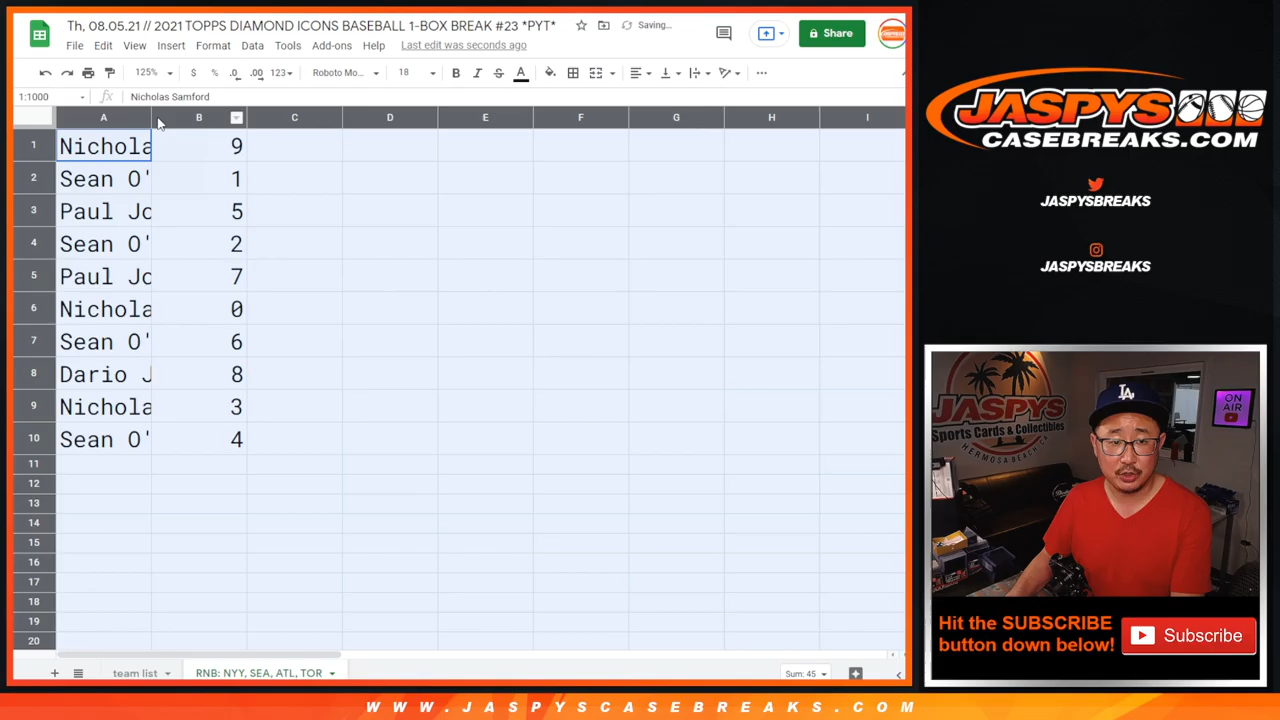 Th, 08.05.21 // 2021 TOPPS DIAMOND ICONS BASEBALL 1-BOX BREAK #23 *PYT*
Saving...
Share
File Edit View Insert Format Data Tools Add-ons Help Last edit was seconds ago
125% $ % .0 .00 123 Roboto Mo... 18 B I S A
1:1000 fx Nicholas Samford
A B C D E F G H I
1 Nichola 9
2 Sean O' 1
3 Paul Jo 5
4 Sean O' 2
5 Paul Jo 7
6 Nichola 0
7 Sean O' 6
8 Dario J 8
9 Nichola 3
10 Sean O' 4
11
12
13
14
15
16
17
18
19
20
team list RNB: NYY, SEA, ATL, TOR Sum: 45
JASPYS
CASEBREAKS.COM
JASPYSBREAKS
JASPYSBREAKS
JASPYS
Sports Cards & Collectibles
HERMOSA BEACH, CA
ON AIR
LA
Hit the SUBSCRIBE
button down below!
Subscribe
WWW.JASPYSCASEBREAKS.COM